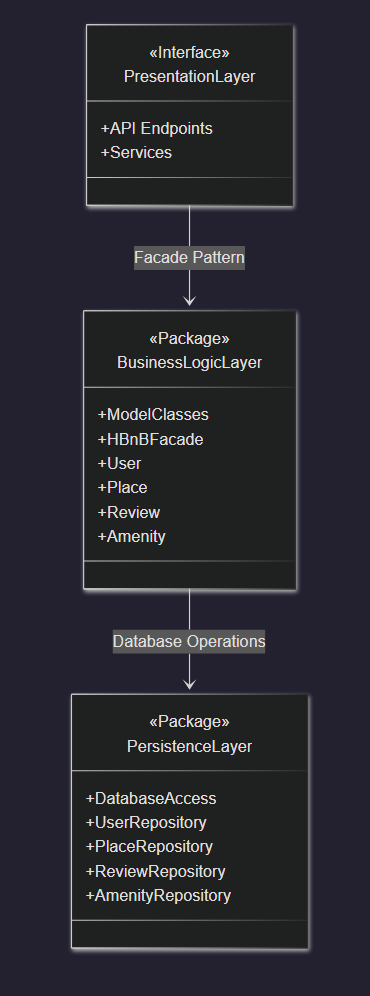 «Interface»
PresentationLayer
+API Endpoints
+Services
Facade Pattern
«Package»
BusinessLogicLayer
+ModelClasses
+HBnBFacade
+User
+Place
+Review
+Amenity
Database Operations
«Package»
PersistenceLayer
+DatabaseAccess
+UserRepository
+PlaceRepository
+ReviewRepository
+AmenityRepository